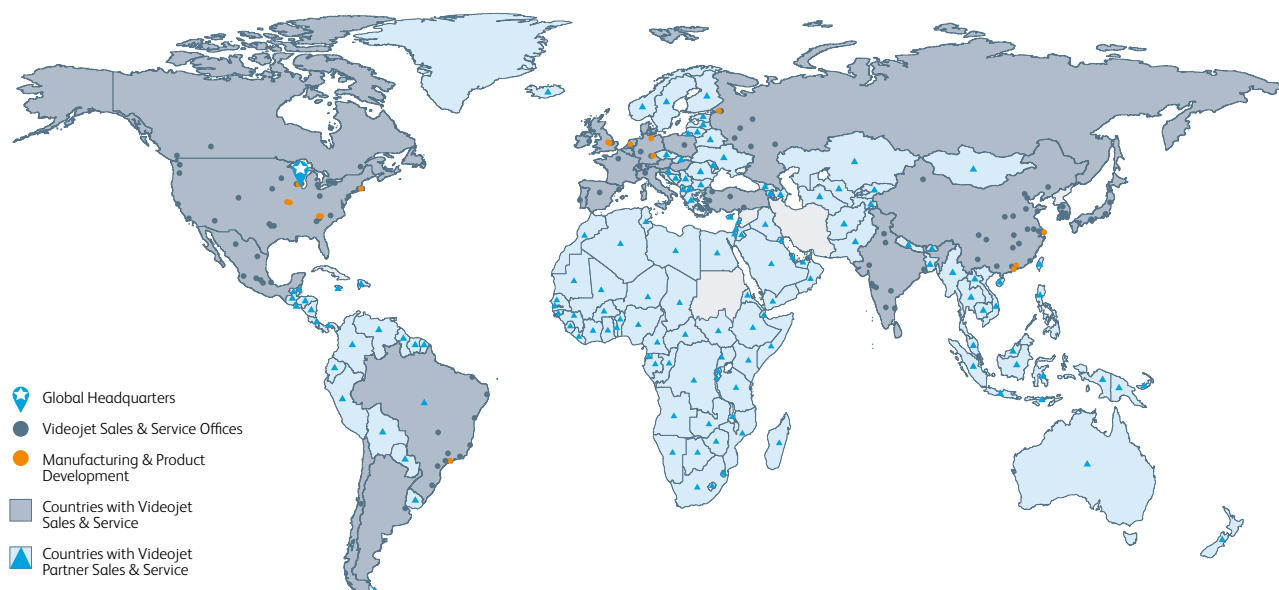 Global Headquarters
Videojet Sales & Service Offices
Manufacturing & Product
Development
Countries with Videojet
Sales & Service
Countries with Videojet
Partner Sales & Service